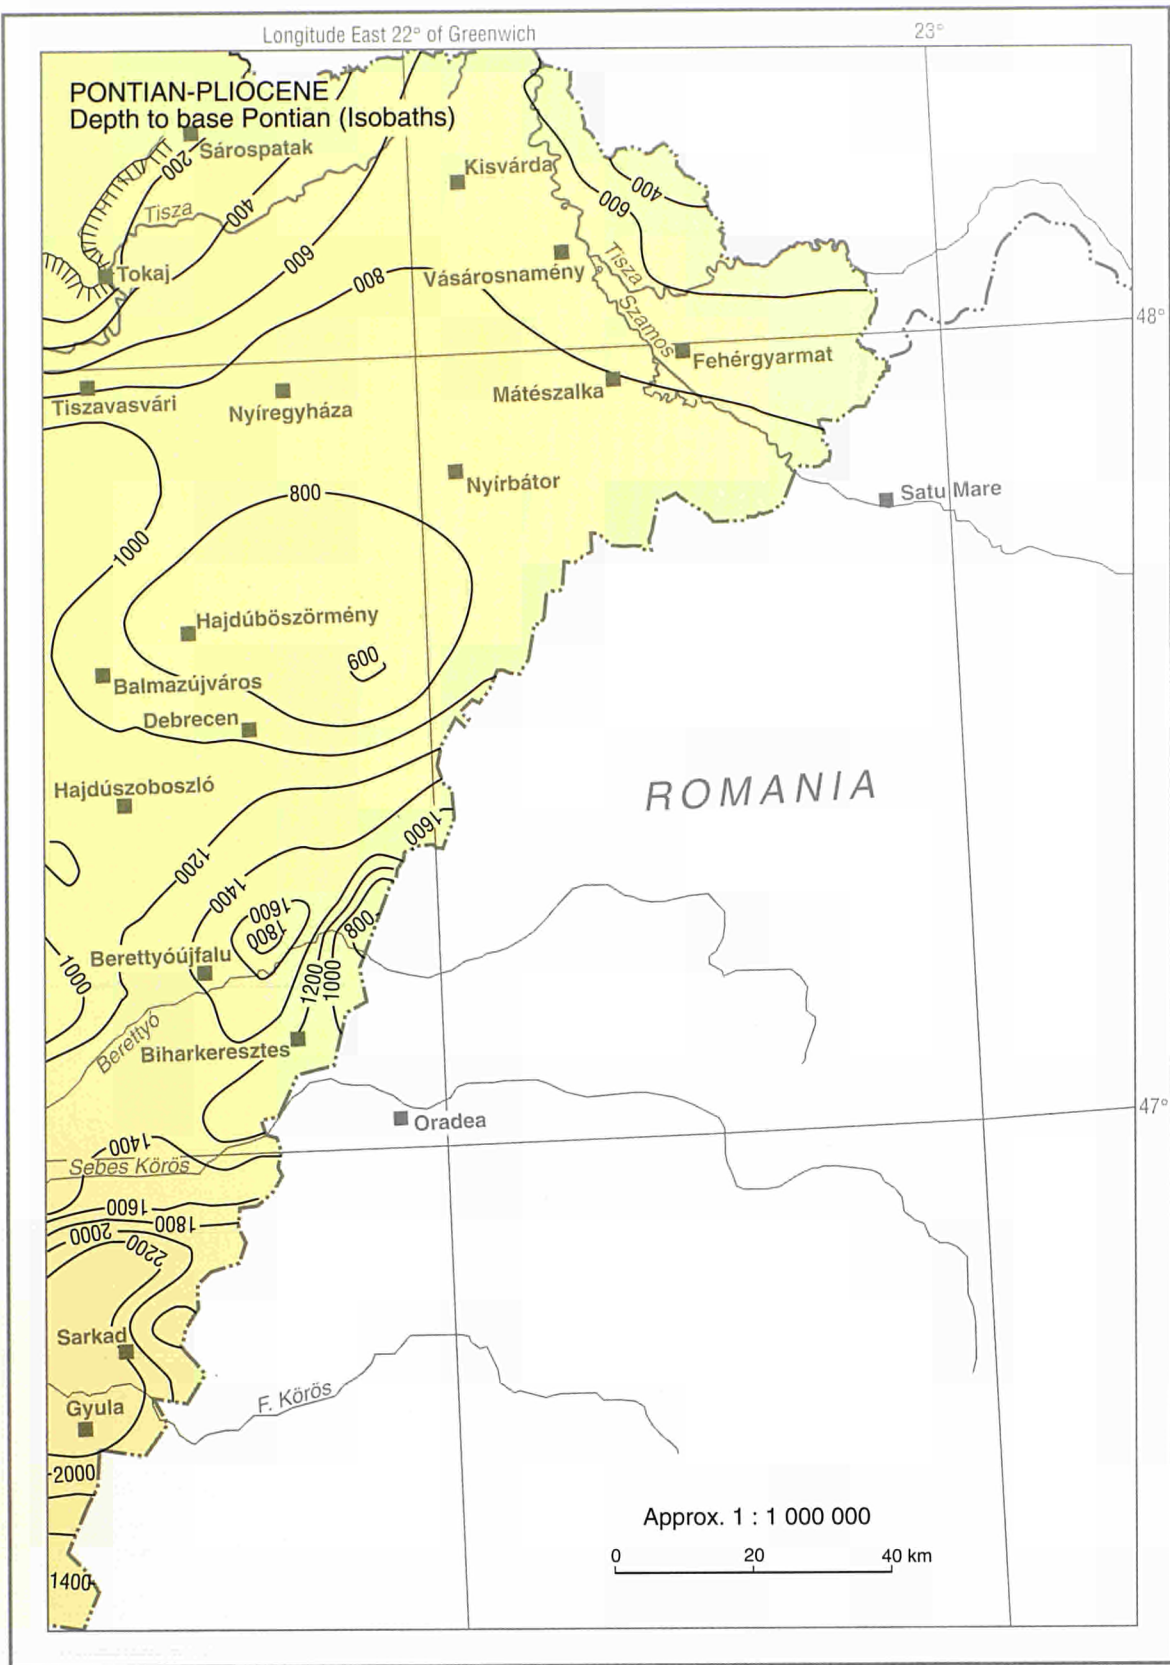 Longitude East 22° of Greenwich
23°
PONTIAN-PLIOCENE
Depth to base Pontian (Isobaths)
Sárospatak
200
Kisvárda
400
600
Tisza
400
600
800
Tokaj
Vásárosnamény
Tisza
Szamos
48°
Fehérgyarmat
Mátészalka
Tiszavasvári
Nyíregyháza
Nyírbátor
800
Satu Mare
1000
Hajdúböszörmény
600
Balmazújváros
Debrecen
Hajdúszoboszló
ROMANIA
1600
1200
1400
1600
1800
800
Berettyóújfalu
1000
1200
1000
Berettyó
Biharkeresztes
47°
Oradea
1400
Sebes Körös
1600
1800
2000
2200
Sarkad
F. Körös
Gyula
2000
Approx. 1 : 1 000 000
0 20 40 km
1400